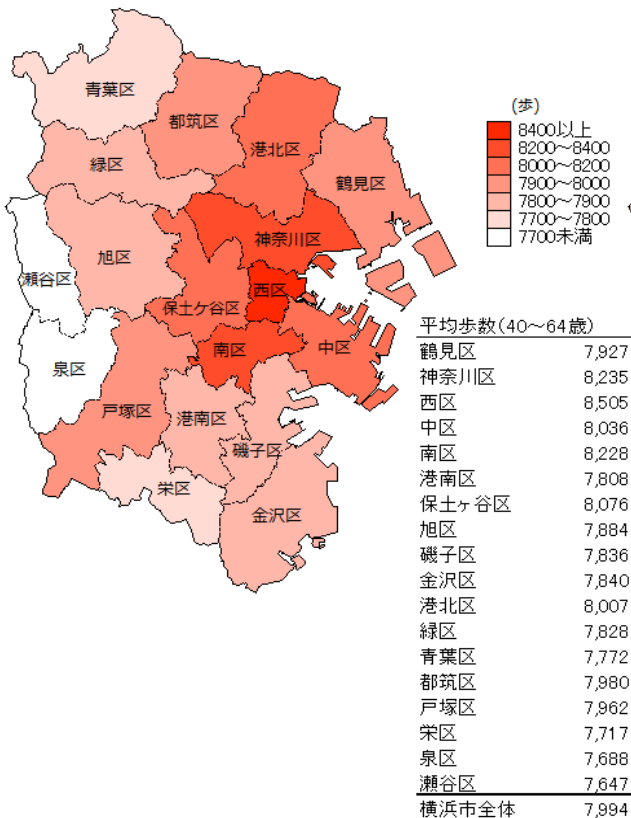 青葉区
都筑区
港北区
緑区
鶴見区
神奈川区
旭区
瀬谷区
西区
保土ケ谷区
南区
中区
泉区
戸塚区
港南区
磯子区
栄区
金沢区
(歩)
8400以上
8200～8400
8000～8200
7900～8000
7800～7900
7700～7800
7700未満
平均歩数(40～64歳)
鶴見区 7,927
神奈川区 8,235
西区 8,505
中区 8,036
南区 8,228
港南区 7,808
保土ヶ谷区 8,076
旭区 7,884
磯子区 7,836
金沢区 7,840
港北区 8,007
緑区 7,828
青葉区 7,772
都筑区 7,980
戸塚区 7,962
栄区 7,717
泉区 7,688
瀬谷区 7,647
横浜市全体 7,994